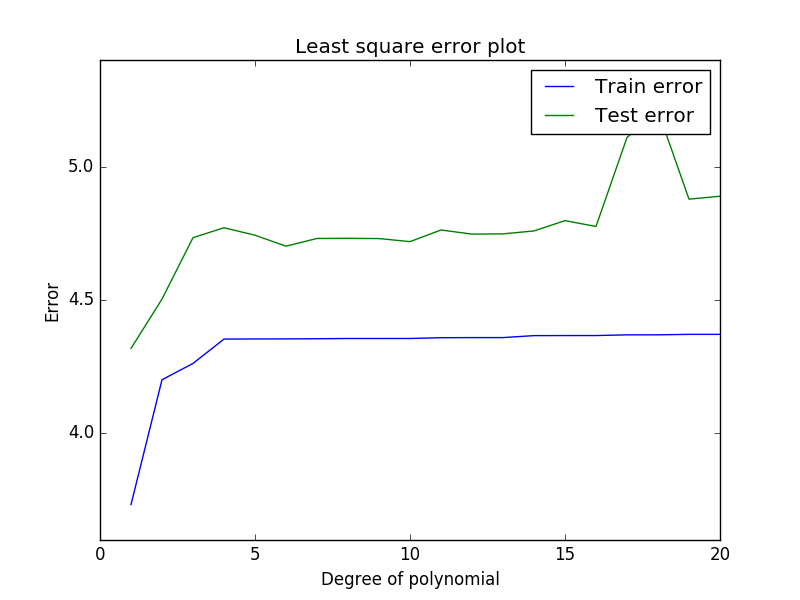 Least square error plot
Train error
Test error
5.0
4.5
4.0
Error
0 5 10 15 20
Degree of polynomial